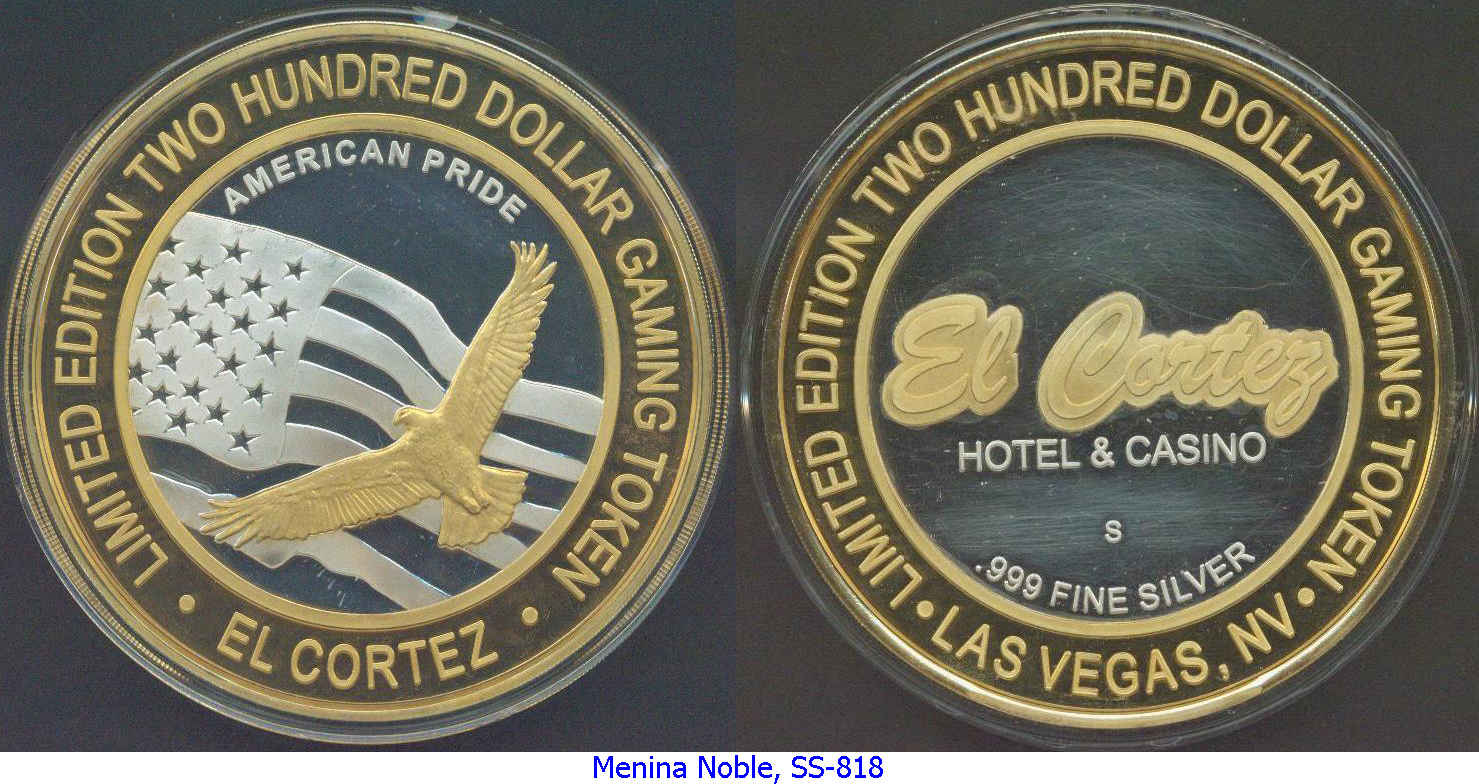 LIMITED EDITION TWO HUNDRED DOLLAR GAMING TOKEN
AMERICAN PRIDE
• EL CORTEZ •
LIMITED EDITION TWO HUNDRED DOLLAR GAMING TOKEN
El Cortez
HOTEL & CASINO
S
.999 FINE SILVER
• LAS VEGAS, NV •
Menina Noble, SS-818